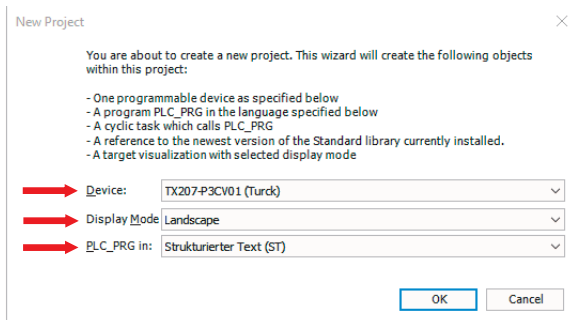 New Project
You are about to create a new project. This wizard will create the following objects
within this project:
- One programmable device as specified below
- A program PLC_PRG in the language specified below
- A cyclic task which calls PLC_PRG
- A reference to the newest version of the Standard library currently installed.
- A target visualization with selected display mode
Device: TX207-P3CV01 (Turck)
Display Mode Landscape
PLC_PRG in: Strukturierter Text (ST)
OK Cancel